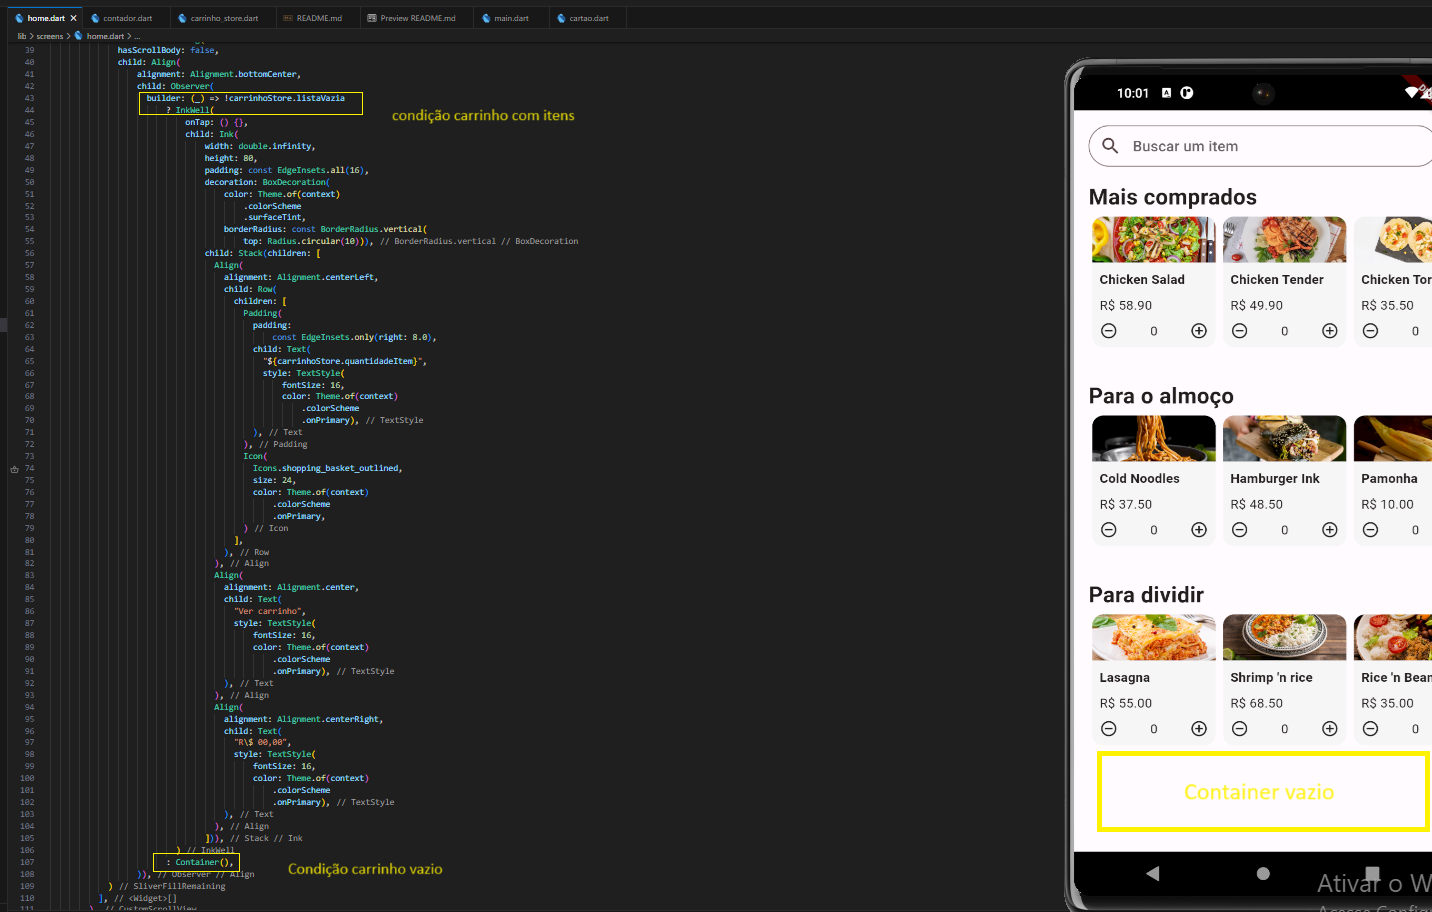 home.dart
contador.dart
carrinho_store.dart
README.md
Preview README.md
main.dart
cartao.dart
lib > screens > home.dart > ...
39
40
41
42
43
44
45
46
47
48
49
50
51
52
53
54
55
56
57
58
59
60
61
62
63
64
65
66
67
68
69
70
71
72
73
74
75
76
77
78
79
80
81
82
83
84
85
86
87
88
89
90
91
92
93
94
95
96
97
98
99
100
101
102
103
104
105
106
107
108
109
110
111
hasScrollBody: false,
child: Align(
alignment: Alignment.bottomCenter,
child: Observer(
builder: (_) => !carrinhoStore.listaVazia
? InkWell(
onTap: () {},
child: Ink(
width: double.infinity,
height: 80,
padding: const EdgeInsets.all(16),
decoration: BoxDecoration(
color: Theme.of(context)
.colorScheme
.surfaceTint,
borderRadius: const BorderRadius.vertical(
top: Radius.circular(10))), // BorderRadius.vertical // BoxDecoration
child: Stack(children: [
Align(
alignment: Alignment.centerLeft,
child: Row(
children: [
Padding(
padding:
const EdgeInsets.only(right: 8.0),
child: Text(
"${carrinhoStore.quantidadeItem}",
style: TextStyle(
fontSize: 16,
color: Theme.of(context)
.colorScheme
.onPrimary), // TextStyle
), // Text
), // Padding
Icon(
Icons.shopping_basket_outlined,
size: 24,
color: Theme.of(context)
.colorScheme
.onPrimary,
) // Icon
],
), // Row
), // Align
Align(
alignment: Alignment.center,
child: Text(
"Ver carrinho",
style: TextStyle(
fontSize: 16,
color: Theme.of(context)
.colorScheme
.onPrimary), // TextStyle
), // Text
), // Align
Align(
alignment: Alignment.centerRight,
child: Text(
"R\$ 00,00",
style: TextStyle(
fontSize: 16,
color: Theme.of(context)
.colorScheme
.onPrimary), // TextStyle
), // Text
), // Align
])), // Stack // Ink
) // InkWell
: Container(),
)), // Observer // Align
) // SliverFillRemaining
], // <Widget>[]
), // CustomScrollView
condição carrinho com itens
Condição carrinho vazio
10:01
Buscar um item
Mais comprados
Chicken Salad
Chicken Tender
Chicken Tor
R$ 58.90
R$ 49.90
R$ 35.50
0
0
0
Para o almoço
Cold Noodles
Hamburger Ink
Pamonha
R$ 37.50
R$ 48.50
R$ 10.00
0
0
0
Para dividir
Lasagna
Shrimp 'n rice
Rice 'n Bean
R$ 55.00
R$ 68.50
R$ 35.00
0
0
0
Container vazio
Ativar o W